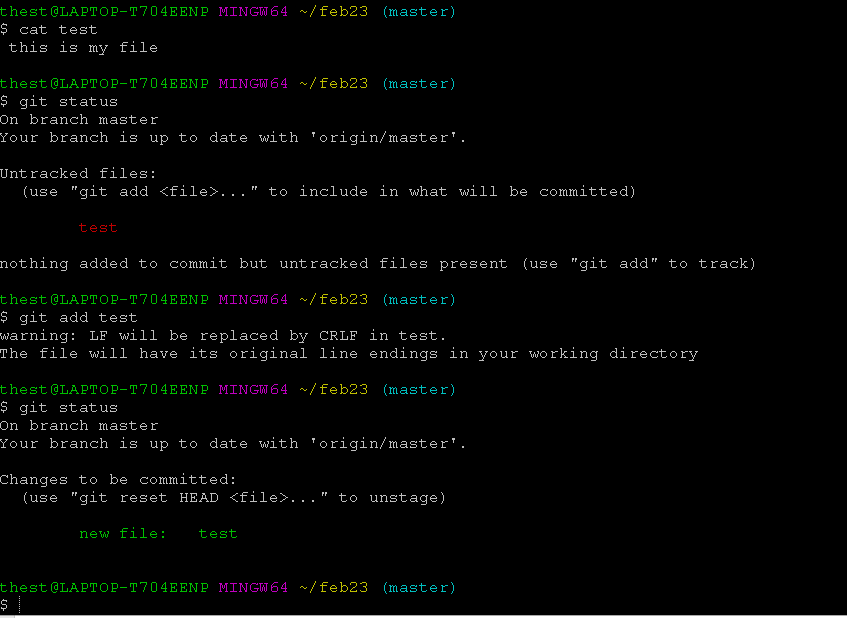 thest@LAPTOP-T704EENP MINGW64 ~/feb23 (master)
$ cat test
 this is my file
thest@LAPTOP-T704EENP MINGW64 ~/feb23 (master)
$ git status
On branch master
Your branch is up to date with 'origin/master'.
Untracked files:
  (use "git add <file>..." to include in what will be committed)
        test
nothing added to commit but untracked files present (use "git add" to track)
thest@LAPTOP-T704EENP MINGW64 ~/feb23 (master)
$ git add test
warning: LF will be replaced by CRLF in test.
The file will have its original line endings in your working directory
thest@LAPTOP-T704EENP MINGW64 ~/feb23 (master)
$ git status
On branch master
Your branch is up to date with 'origin/master'.
Changes to be committed:
  (use "git reset HEAD <file>..." to unstage)
        new file:   test
thest@LAPTOP-T704EENP MINGW64 ~/feb23 (master)
$